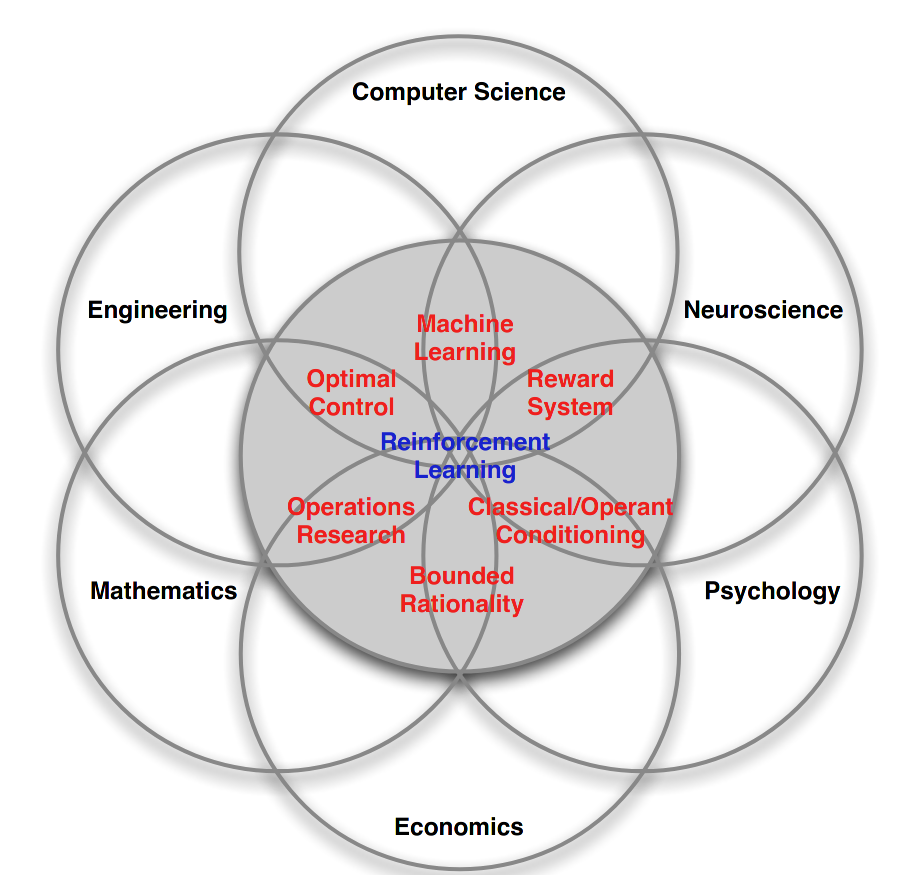 Computer Science
Engineering
Neuroscience
Machine
Learning
Optimal
Control
Reward
System
Reinforcement
Learning
Operations
Research
Classical/Operant
Conditioning
Bounded
Rationality
Mathematics
Psychology
Economics